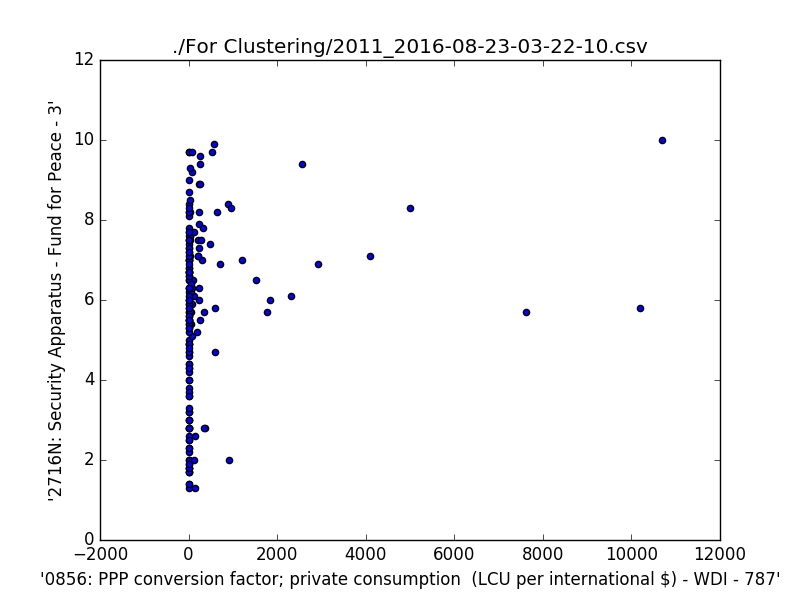 ./For Clustering/2011_2016-08-23-03-22-10.csv
12
10
8
6
4
2
0
'2716N: Security Apparatus - Fund for Peace - 3'
−2000 0 2000 4000 6000 8000 10000 12000
'0856: PPP conversion factor; private consumption  (LCU per international $) - WDI - 787'